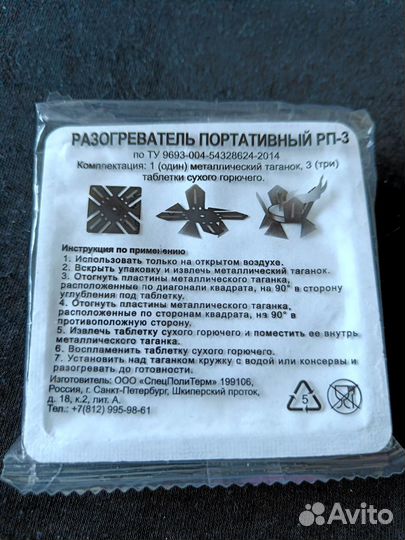 РАЗОГРЕВАТЕЛЬ ПОРТАТИВНЫЙ РП-3
по ТУ 9693-004-54328624-2014
Комплектация: 1 (один) металлический таганок, 3 (три)
таблетки сухого горючего.
Инструкция по применению
1. Использовать только на открытом воздухе.
2. Вскрыть упаковку и извлечь металлический таганок.
3. Отогнуть пластины металлического таганка,
расположенные по диагонали квадрата, на 90° в сторону
углубления под таблетку.
4. Отогнуть пластины металлического таганка,
расположенные по сторонам квадрата, на 90° в
противоположную сторону.
5. Извлечь таблетку сухого горючего и поместить ее внутрь
металлического таганка.
6. Воспламенить таблетку сухого горючего.
7. Установить над таганком кружку с водой или консервы и
разогревать до готовности.
Изготовитель: ООО «СпецПолиТерм» 199106,
Россия, г. Санкт-Петербург, Шкиперский проток,
д. 18, к.2, лит. А.
Тел.: +7(812) 995-98-61
5
Avito